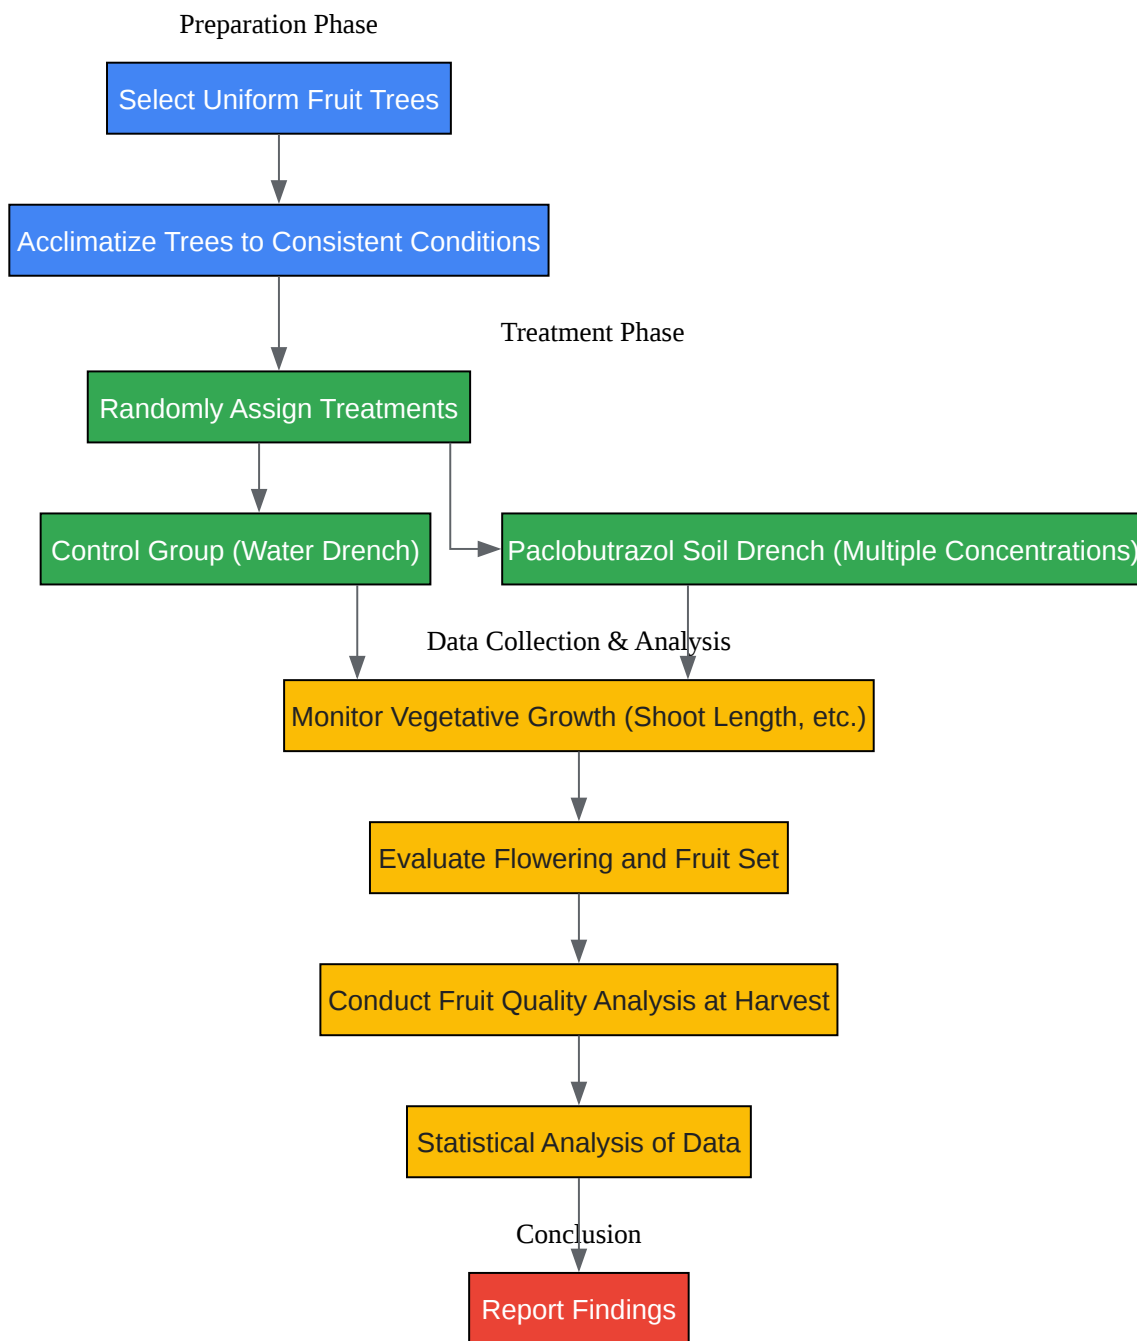 Preparation Phase
Select Uniform Fruit Trees
Acclimatize Trees to Consistent Conditions
Treatment Phase
Randomly Assign Treatments
Control Group (Water Drench)
Paclobutrazol Soil Drench (Multiple Concentrations)
Data Collection & Analysis
Monitor Vegetative Growth (Shoot Length, etc.)
Evaluate Flowering and Fruit Set
Conduct Fruit Quality Analysis at Harvest
Statistical Analysis of Data
Conclusion
Report Findings